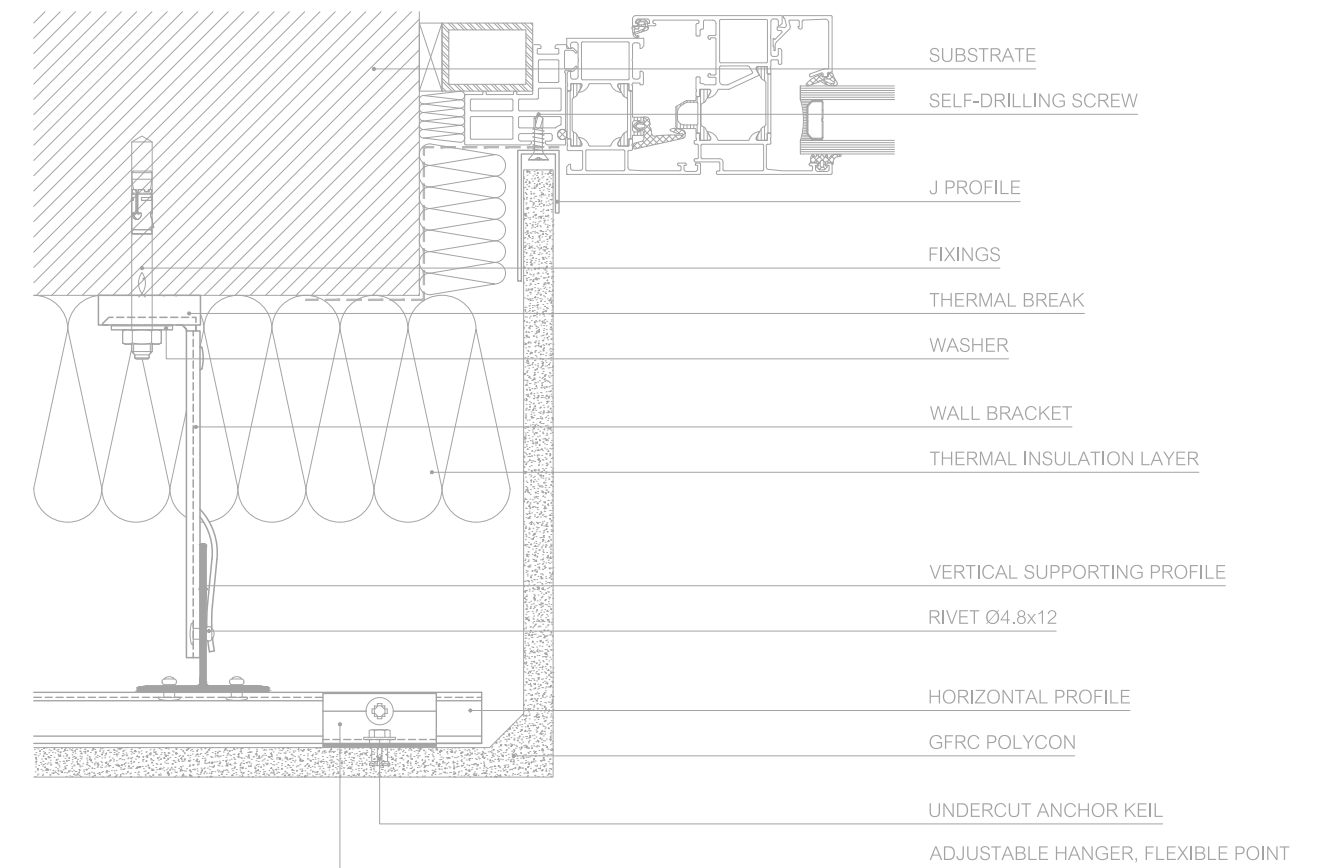 SUBSTRATE
SELF-DRILLING SCREW
J PROFILE
FIXINGS
THERMAL BREAK
WASHER
WALL BRACKET
THERMAL INSULATION LAYER
VERTICAL SUPPORTING PROFILE
RIVET Ø4.8x12
HORIZONTAL PROFILE
GFRC POLYCON
UNDERCUT ANCHOR KEIL
ADJUSTABLE HANGER, FLEXIBLE POINT